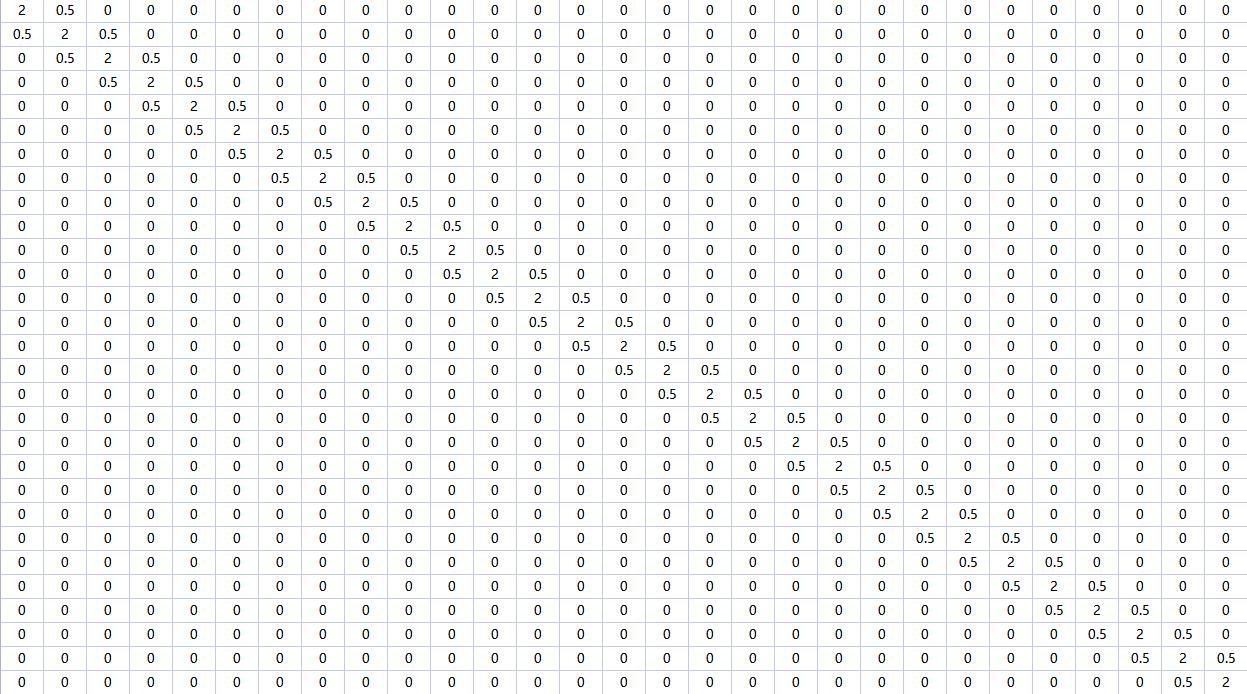 2 0.5 0 0 0 0 0 0 0 0 0 0 0 0 0 0 0 0 0 0 0 0 0 0 0 0 0 0 0
0.5 2 0.5 0 0 0 0 0 0 0 0 0 0 0 0 0 0 0 0 0 0 0 0 0 0 0 0 0 0
0 0.5 2 0.5 0 0 0 0 0 0 0 0 0 0 0 0 0 0 0 0 0 0 0 0 0 0 0 0 0
0 0 0.5 2 0.5 0 0 0 0 0 0 0 0 0 0 0 0 0 0 0 0 0 0 0 0 0 0 0 0
0 0 0 0.5 2 0.5 0 0 0 0 0 0 0 0 0 0 0 0 0 0 0 0 0 0 0 0 0 0 0
0 0 0 0 0.5 2 0.5 0 0 0 0 0 0 0 0 0 0 0 0 0 0 0 0 0 0 0 0 0 0
0 0 0 0 0 0.5 2 0.5 0 0 0 0 0 0 0 0 0 0 0 0 0 0 0 0 0 0 0 0 0
0 0 0 0 0 0 0.5 2 0.5 0 0 0 0 0 0 0 0 0 0 0 0 0 0 0 0 0 0 0 0
0 0 0 0 0 0 0 0.5 2 0.5 0 0 0 0 0 0 0 0 0 0 0 0 0 0 0 0 0 0 0
0 0 0 0 0 0 0 0 0.5 2 0.5 0 0 0 0 0 0 0 0 0 0 0 0 0 0 0 0 0 0
0 0 0 0 0 0 0 0 0 0.5 2 0.5 0 0 0 0 0 0 0 0 0 0 0 0 0 0 0 0 0
0 0 0 0 0 0 0 0 0 0 0.5 2 0.5 0 0 0 0 0 0 0 0 0 0 0 0 0 0 0 0
0 0 0 0 0 0 0 0 0 0 0 0.5 2 0.5 0 0 0 0 0 0 0 0 0 0 0 0 0 0 0
0 0 0 0 0 0 0 0 0 0 0 0 0.5 2 0.5 0 0 0 0 0 0 0 0 0 0 0 0 0 0
0 0 0 0 0 0 0 0 0 0 0 0 0 0.5 2 0.5 0 0 0 0 0 0 0 0 0 0 0 0 0
0 0 0 0 0 0 0 0 0 0 0 0 0 0 0.5 2 0.5 0 0 0 0 0 0 0 0 0 0 0 0
0 0 0 0 0 0 0 0 0 0 0 0 0 0 0 0.5 2 0.5 0 0 0 0 0 0 0 0 0 0 0
0 0 0 0 0 0 0 0 0 0 0 0 0 0 0 0 0.5 2 0.5 0 0 0 0 0 0 0 0 0 0
0 0 0 0 0 0 0 0 0 0 0 0 0 0 0 0 0 0.5 2 0.5 0 0 0 0 0 0 0 0 0
0 0 0 0 0 0 0 0 0 0 0 0 0 0 0 0 0 0 0.5 2 0.5 0 0 0 0 0 0 0 0
0 0 0 0 0 0 0 0 0 0 0 0 0 0 0 0 0 0 0 0.5 2 0.5 0 0 0 0 0 0 0
0 0 0 0 0 0 0 0 0 0 0 0 0 0 0 0 0 0 0 0 0.5 2 0.5 0 0 0 0 0 0
0 0 0 0 0 0 0 0 0 0 0 0 0 0 0 0 0 0 0 0 0 0.5 2 0.5 0 0 0 0 0
0 0 0 0 0 0 0 0 0 0 0 0 0 0 0 0 0 0 0 0 0 0 0.5 2 0.5 0 0 0 0
0 0 0 0 0 0 0 0 0 0 0 0 0 0 0 0 0 0 0 0 0 0 0 0.5 2 0.5 0 0 0
0 0 0 0 0 0 0 0 0 0 0 0 0 0 0 0 0 0 0 0 0 0 0 0 0.5 2 0.5 0 0
0 0 0 0 0 0 0 0 0 0 0 0 0 0 0 0 0 0 0 0 0 0 0 0 0 0.5 2 0.5 0
0 0 0 0 0 0 0 0 0 0 0 0 0 0 0 0 0 0 0 0 0 0 0 0 0 0 0.5 2 0.5
0 0 0 0 0 0 0 0 0 0 0 0 0 0 0 0 0 0 0 0 0 0 0 0 0 0 0 0.5 2